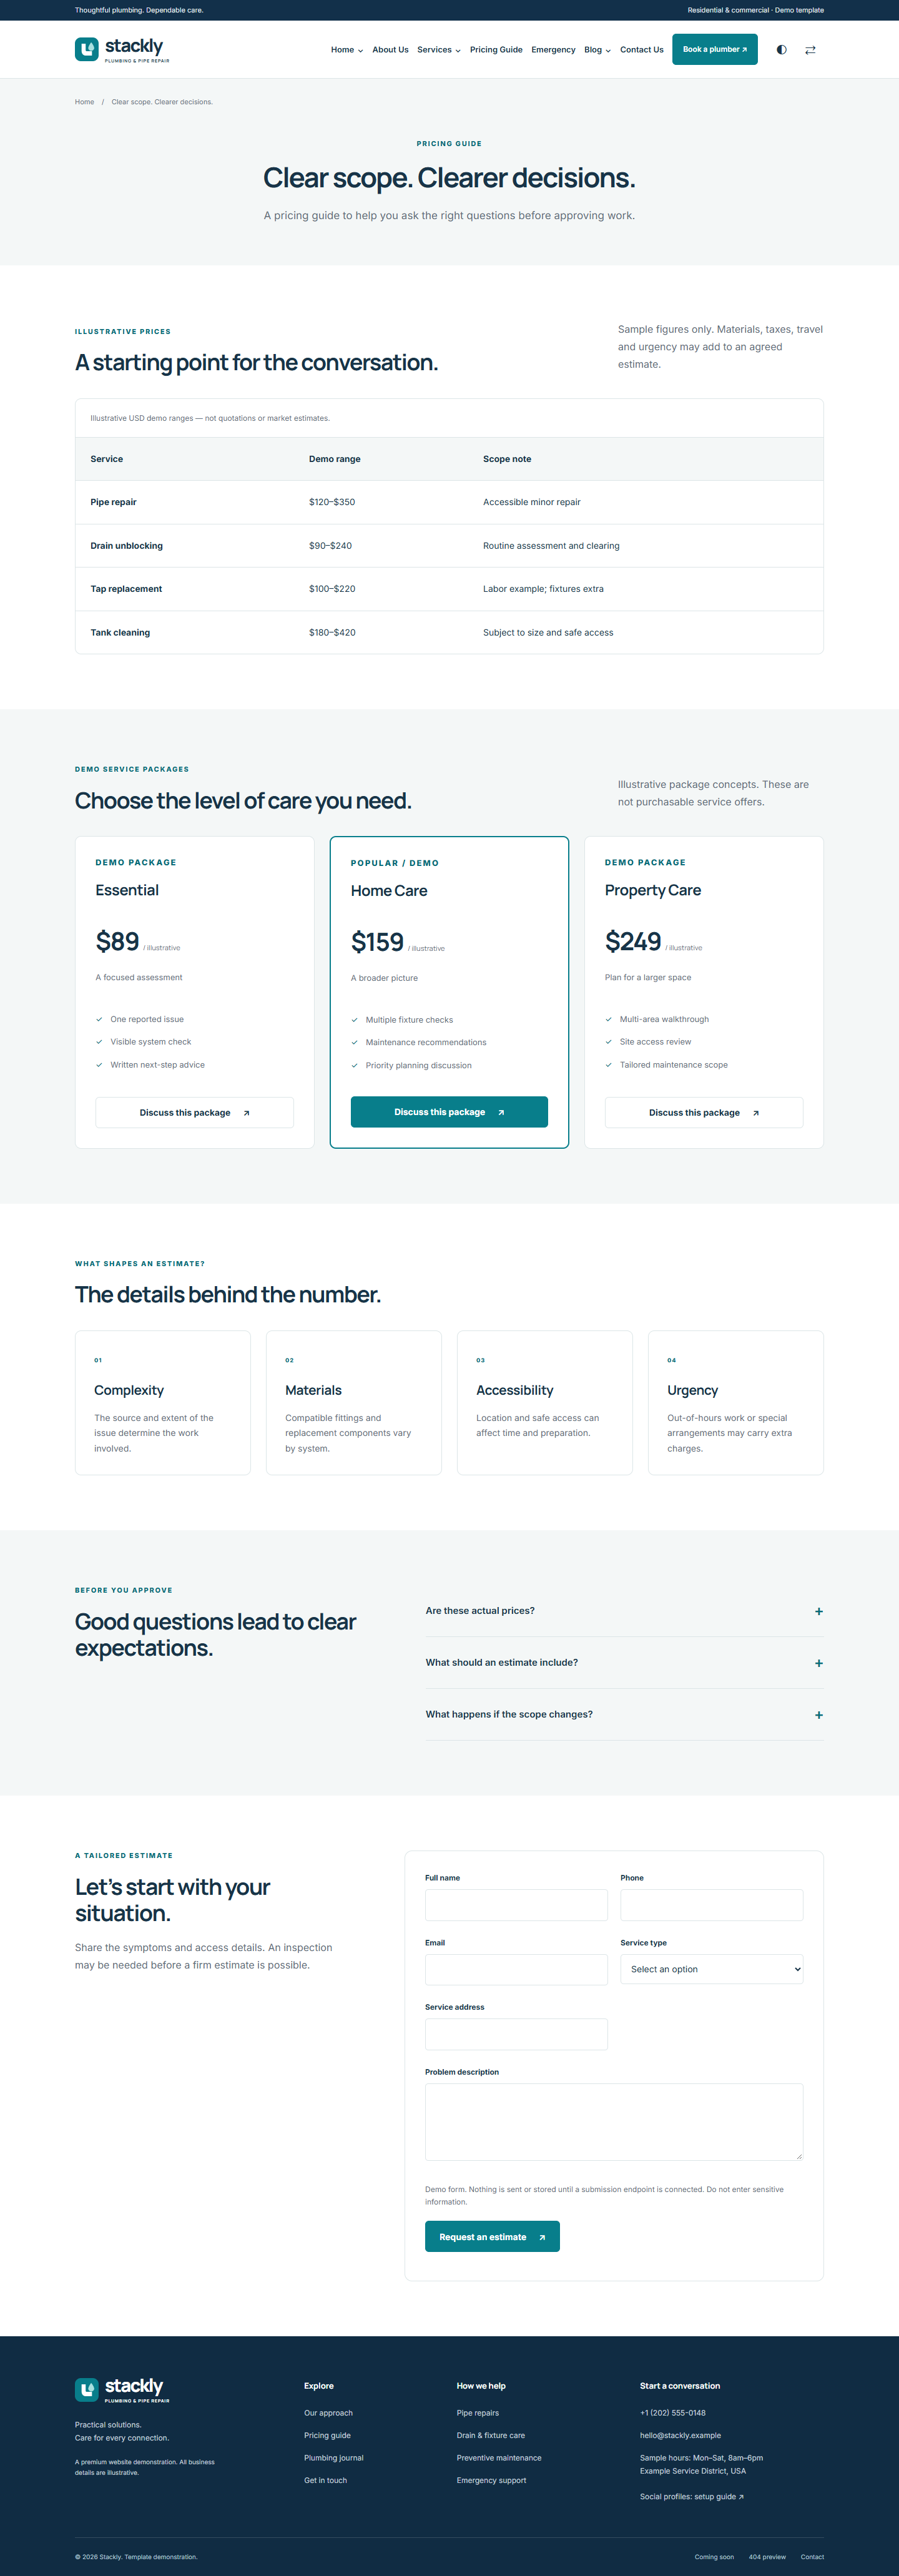 Thoughtful plumbing. Dependable care.
Residential & commercial · Demo template
stackly
PLUMBING & PIPE REPAIR
Home
About Us
Services
Pricing Guide
Emergency
Blog
Contact Us
Book a plumber ↗
Home / Clear scope. Clearer decisions.
PRICING GUIDE
Clear scope. Clearer decisions.
A pricing guide to help you ask the right questions before approving work.
ILLUSTRATIVE PRICES
A starting point for the conversation.
Sample figures only. Materials, taxes, travel
and urgency may add to an agreed
estimate.
Illustrative USD demo ranges — not quotations or market estimates.
Service Demo range Scope note
Pipe repair $120–$350 Accessible minor repair
Drain unblocking $90–$240 Routine assessment and clearing
Tap replacement $100–$220 Labor example; fixtures extra
Tank cleaning $180–$420 Subject to size and safe access
DEMO SERVICE PACKAGES
Choose the level of care you need.
Illustrative package concepts. These are
not purchasable service offers.
DEMO PACKAGE
Essential
$89 / illustrative
A focused assessment
✓ One reported issue
✓ Visible system check
✓ Written next-step advice
Discuss this package ↗
POPULAR / DEMO
Home Care
$159 / illustrative
A broader picture
✓ Multiple fixture checks
✓ Maintenance recommendations
✓ Priority planning discussion
Discuss this package ↗
DEMO PACKAGE
Property Care
$249 / illustrative
Plan for a larger space
✓ Multi-area walkthrough
✓ Site access review
✓ Tailored maintenance scope
Discuss this package ↗
WHAT SHAPES AN ESTIMATE?
The details behind the number.
01
Complexity
The source and extent of the
issue determine the work
involved.
02
Materials
Compatible fittings and
replacement components vary
by system.
03
Accessibility
Location and safe access can
affect time and preparation.
04
Urgency
Out-of-hours work or special
arrangements may carry extra
charges.
BEFORE YOU APPROVE
Good questions lead to clear
expectations.
Are these actual prices? +
What should an estimate include? +
What happens if the scope changes? +
A TAILORED ESTIMATE
Let’s start with your
situation.
Share the symptoms and access details. An inspection
may be needed before a firm estimate is possible.
Full name
Phone
Email
Service type
Select an option
Service address
Problem description
Demo form. Nothing is sent or stored until a submission endpoint is connected. Do not enter sensitive
information.
Request an estimate ↗
stackly
PLUMBING & PIPE REPAIR
Practical solutions.
Care for every connection.
A premium website demonstration. All business
details are illustrative.
Explore
Our approach
Pricing guide
Plumbing journal
Get in touch
How we help
Pipe repairs
Drain & fixture care
Preventive maintenance
Emergency support
Start a conversation
+1 (202) 555-0148
hello@stackly.example
Sample hours: Mon–Sat, 8am–6pm
Example Service District, USA
Social profiles: setup guide ↗
© 2026 Stackly. Template demonstration.
Coming soon
404 preview
Contact